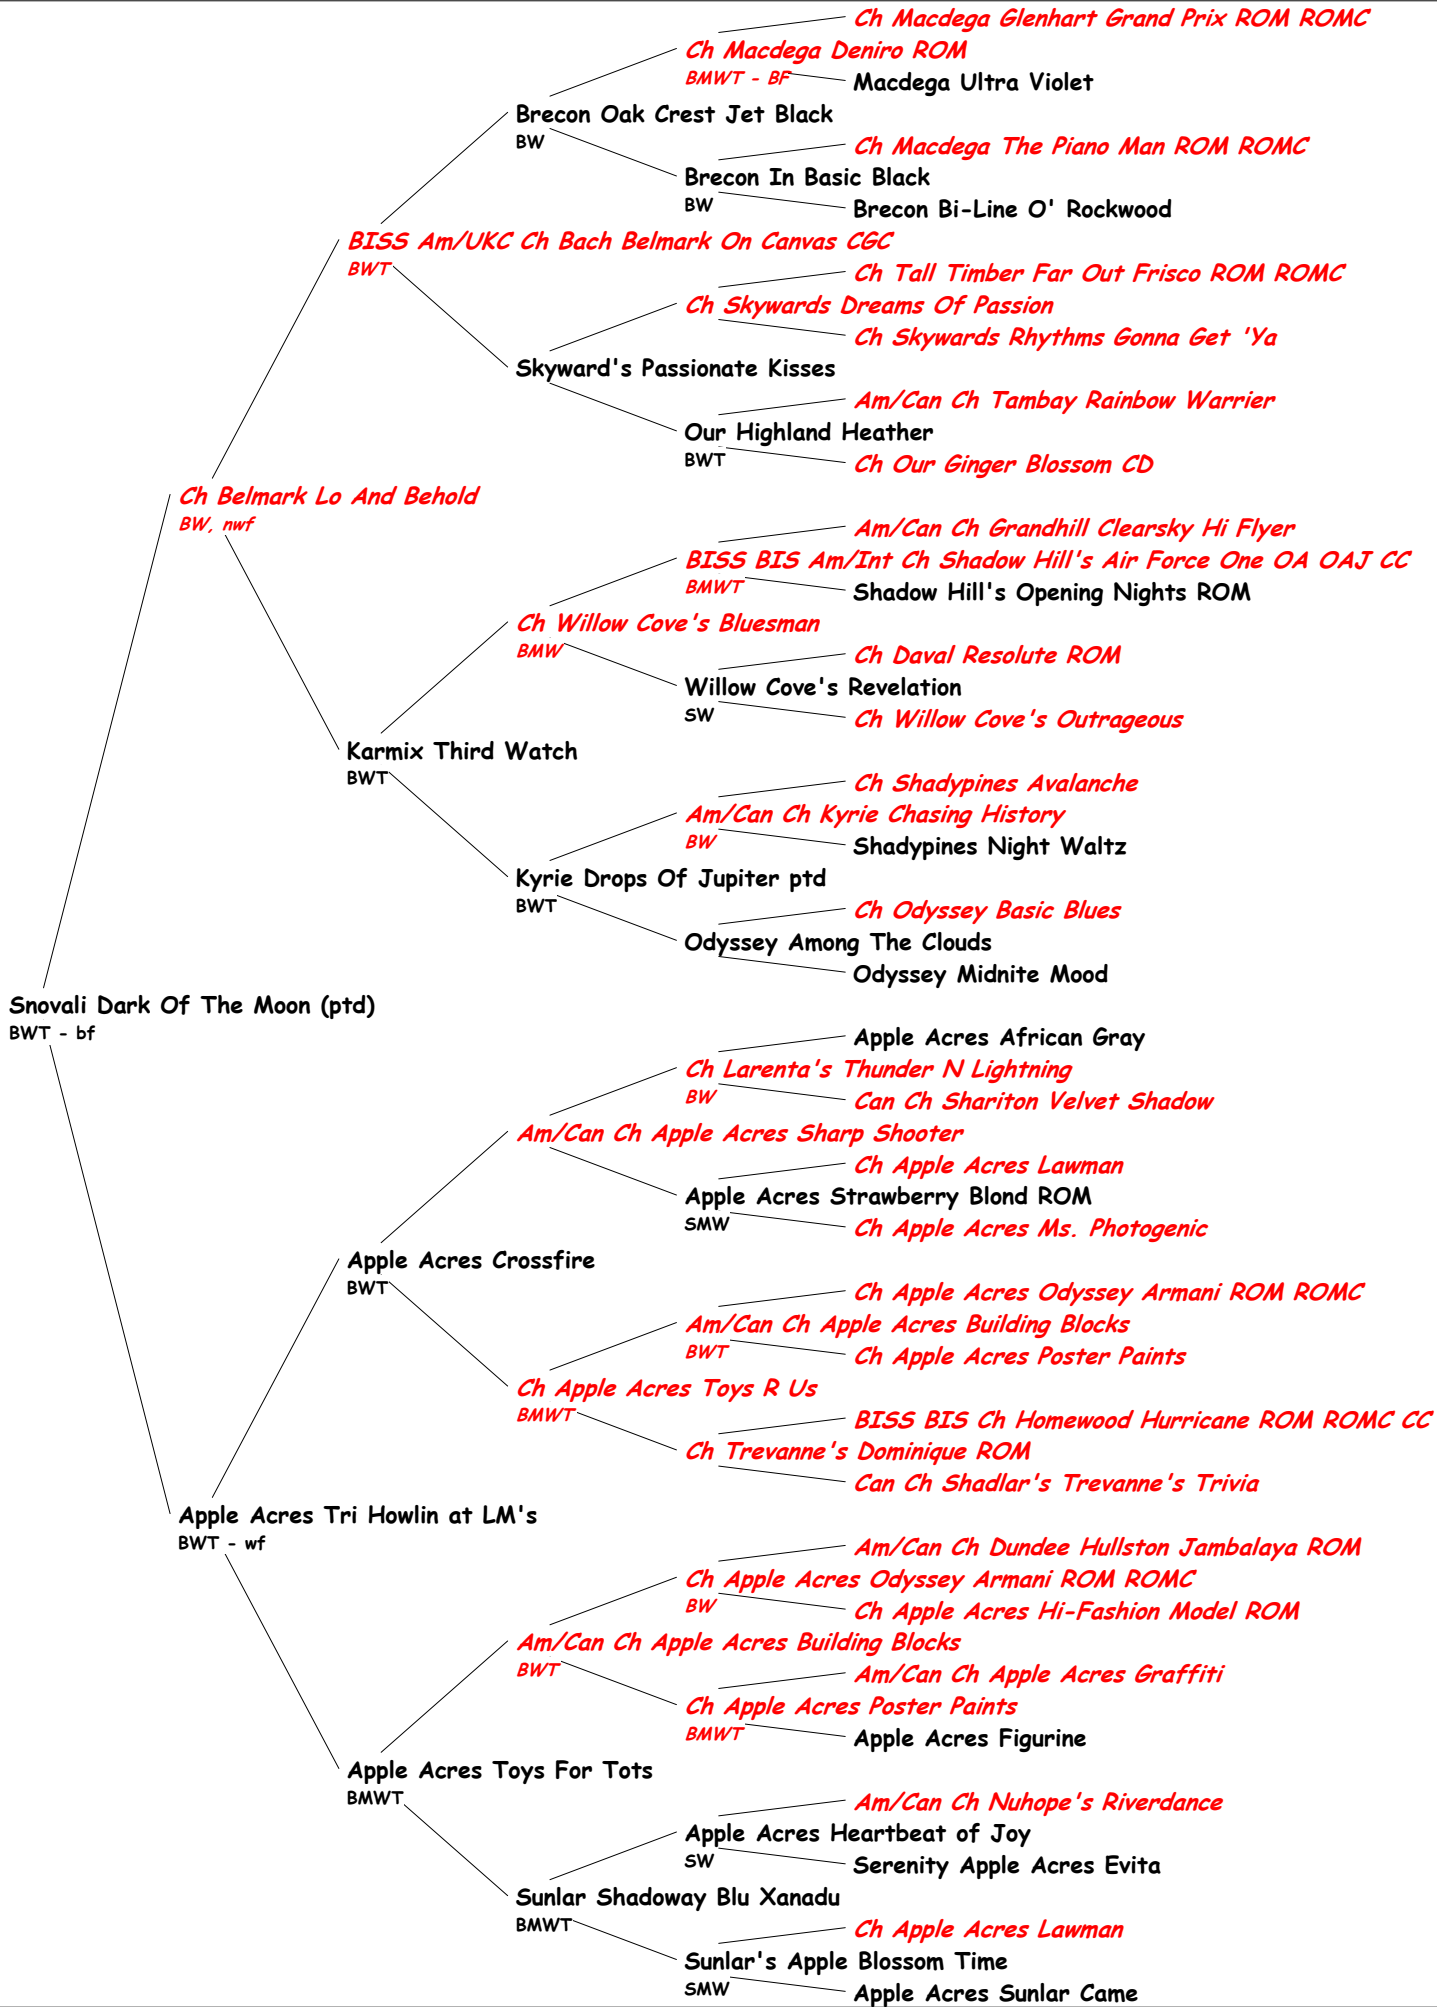 Ch Macdega Glenhart Grand Prix ROM ROMC
Ch Macdega Deniro ROM
BMWT - BF
Macdega Ultra Violet
Brecon Oak Crest Jet Black
BW
Ch Macdega The Piano Man ROM ROMC
Brecon In Basic Black
BW
Brecon Bi-Line O' Rockwood
BISS Am/UKC Ch Bach Belmark On Canvas CGC
BWT
Ch Tall Timber Far Out Frisco ROM ROMC
Ch Skywards Dreams Of Passion
Ch Skywards Rhythms Gonna Get 'Ya
Skyward's Passionate Kisses
Am/Can Ch Tambay Rainbow Warrier
Our Highland Heather
BWT
Ch Our Ginger Blossom CD
Ch Belmark Lo And Behold
BW, nwf
Am/Can Ch Grandhill Clearsky Hi Flyer
BISS BIS Am/Int Ch Shadow Hill's Air Force One OA OAJ CC
BMWT
Shadow Hill's Opening Nights ROM
Ch Willow Cove's Bluesman
BMW
Ch Daval Resolute ROM
Willow Cove's Revelation
SW
Ch Willow Cove's Outrageous
Karmix Third Watch
BWT
Ch Shadypines Avalanche
Am/Can Ch Kyrie Chasing History
BW
Shadypines Night Waltz
Kyrie Drops Of Jupiter ptd
BWT
Ch Odyssey Basic Blues
Odyssey Among The Clouds
Odyssey Midnite Mood
Snovali Dark Of The Moon (ptd)
BWT - bf
Apple Acres African Gray
Ch Larenta's Thunder N Lightning
BW
Can Ch Shariton Velvet Shadow
Am/Can Ch Apple Acres Sharp Shooter
Ch Apple Acres Lawman
Apple Acres Strawberry Blond ROM
SMW
Ch Apple Acres Ms. Photogenic
Apple Acres Crossfire
BWT
Ch Apple Acres Odyssey Armani ROM ROMC
Am/Can Ch Apple Acres Building Blocks
BWT
Ch Apple Acres Poster Paints
Ch Apple Acres Toys R Us
BMWT
BISS BIS Ch Homewood Hurricane ROM ROMC CC
Ch Trevanne's Dominique ROM
Can Ch Shadlar's Trevanne's Trivia
Apple Acres Tri Howlin at LM's
BWT - wf
Am/Can Ch Dundee Hullston Jambalaya ROM
Ch Apple Acres Odyssey Armani ROM ROMC
BW
Ch Apple Acres Hi-Fashion Model ROM
Am/Can Ch Apple Acres Building Blocks
BWT
Am/Can Ch Apple Acres Graffiti
Ch Apple Acres Poster Paints
BMWT
Apple Acres Figurine
Apple Acres Toys For Tots
BMWT
Am/Can Ch Nuhope's Riverdance
Apple Acres Heartbeat of Joy
SW
Serenity Apple Acres Evita
Sunlar Shadoway Blu Xanadu
BMWT
Ch Apple Acres Lawman
Sunlar's Apple Blossom Time
SMW
Apple Acres Sunlar Came